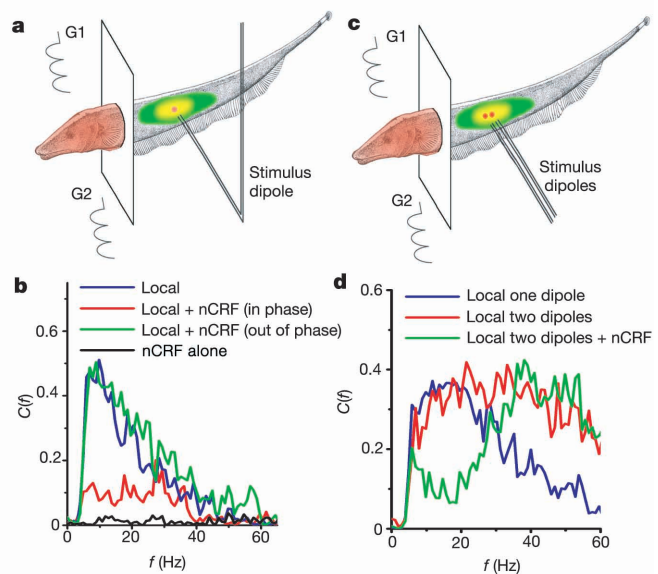 a
G1
G2
Stimulus
dipole
c
G1
G2
Stimulus
dipoles
b
Local
Local + nCRF (in phase)
Local + nCRF (out of phase)
nCRF alone
C(f)
0.6
0.4
0.2
0
0 20 40 60
f (Hz)
d
Local one dipole
Local two dipoles
Local two dipoles + nCRF
C(f)
0.6
0.4
0.2
0
0 20 40 60
f (Hz)